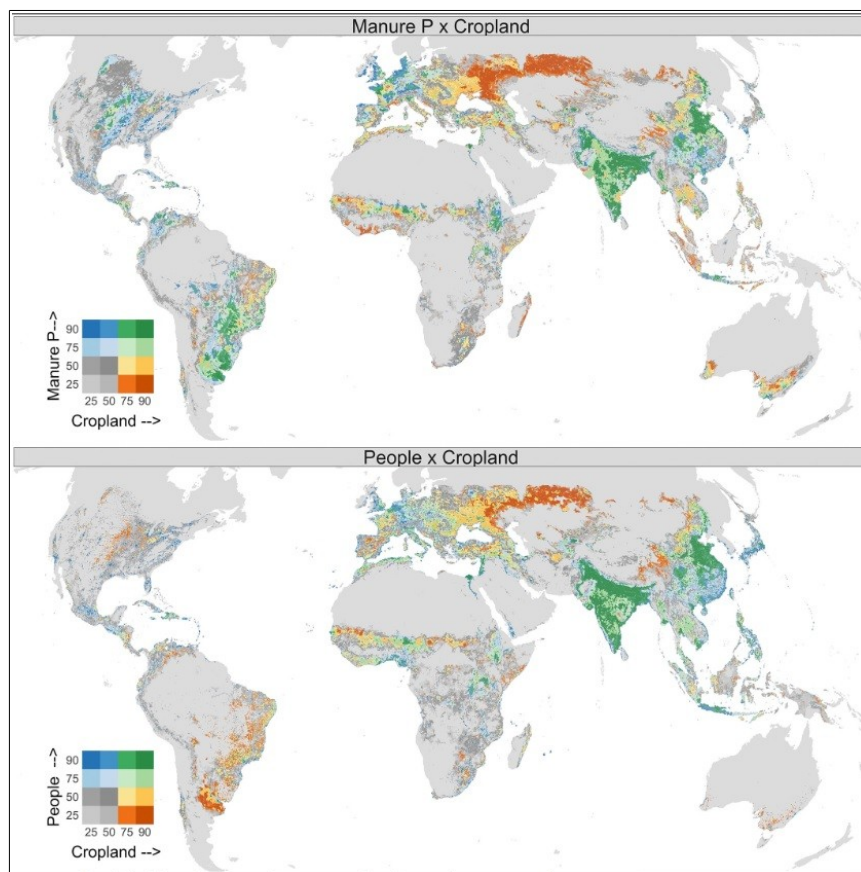 Manure P x Cropland
Manure P-->
90
75
50
25
25 50 75 90
Cropland -->
People x Cropland
People -->
90
75
50
25
25 50 75 90
Cropland -->